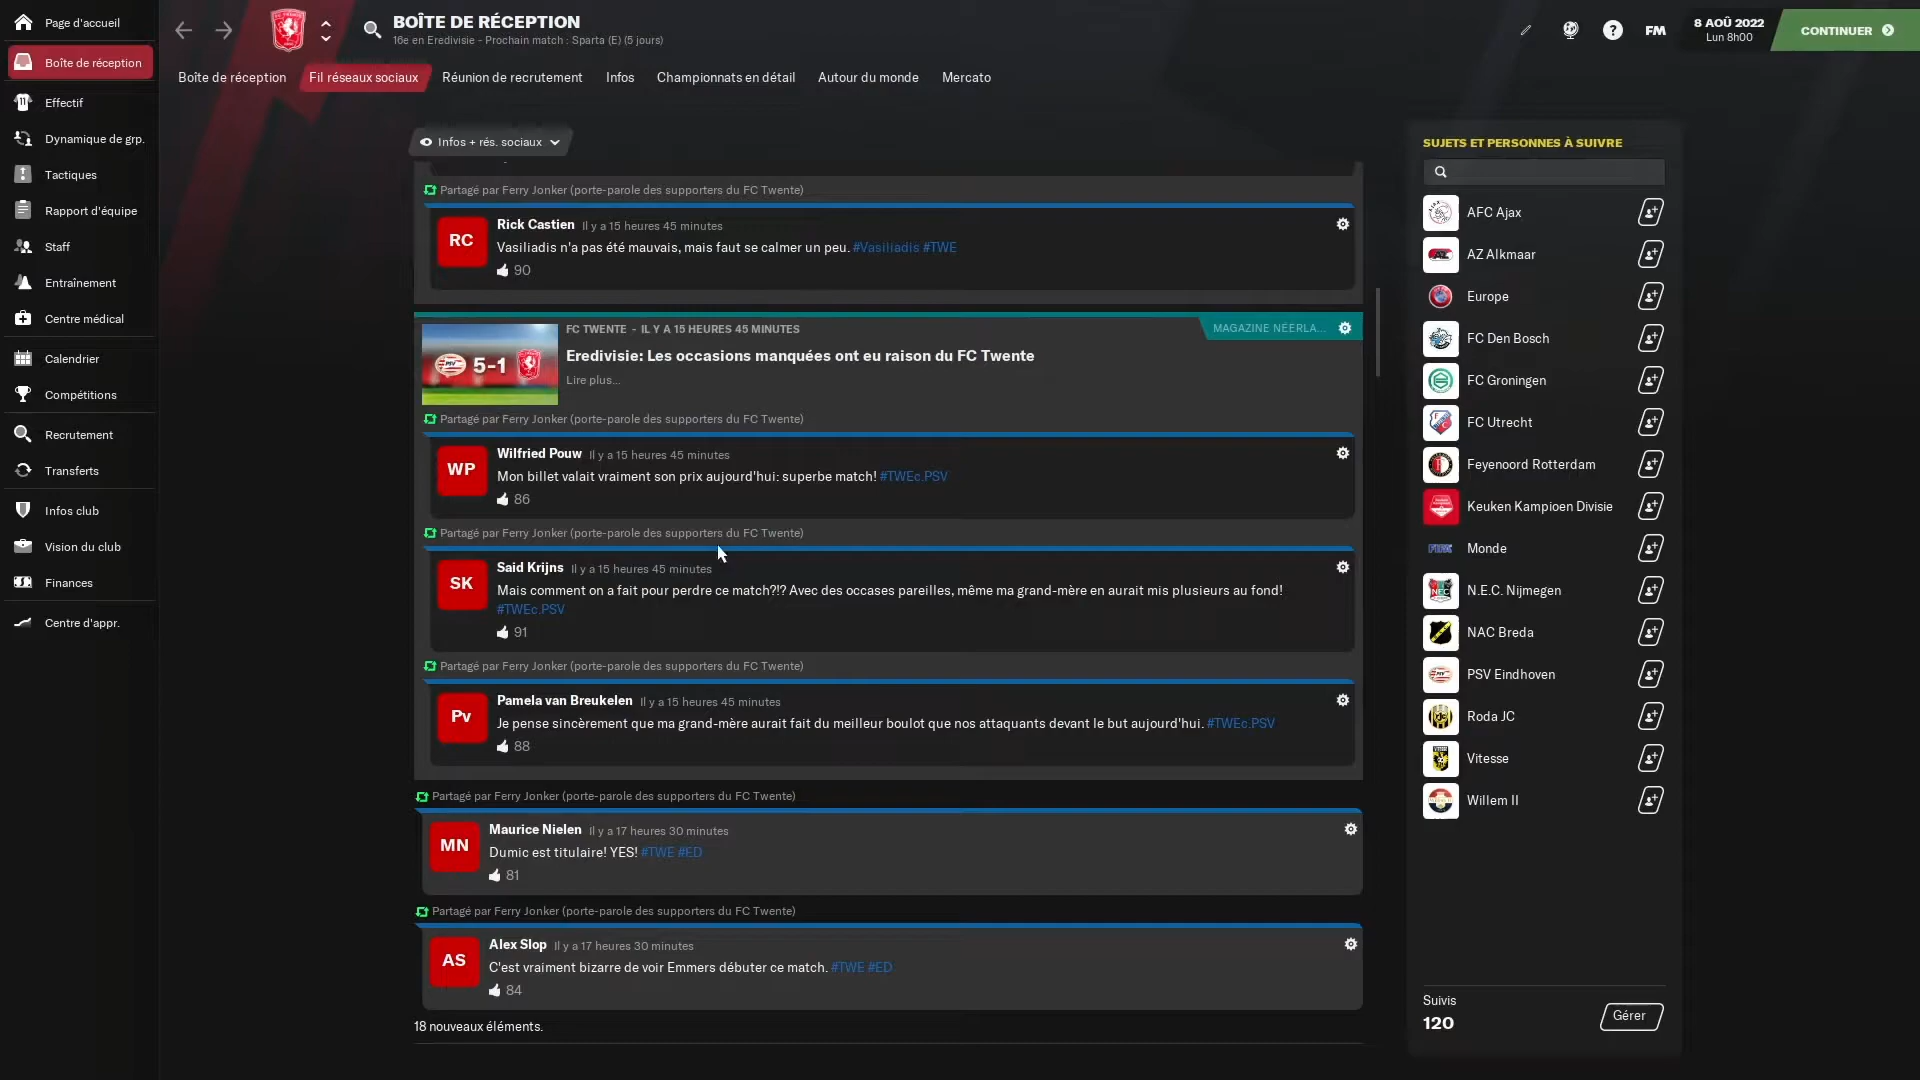 Page d'accueil
Boîte de réception
Effectif
Dynamique de grp.
Tactiques
Rapport d'équipe
Staff
Entraînement
Centre médical
Calendrier
Compétitions
Recrutement
Transferts
Infos club
Vision du club
Finances
Centre d'appr.
BOÎTE DE RÉCEPTION
16e en Eredivisie - Prochain match : Sparta (E) (5 jours)
FM
8 AOÛ 2022
Lun 8h00
CONTINUER
Boîte de réception
Fil réseaux sociaux
Réunion de recrutement
Infos
Championnats en détail
Autour du monde
Mercato
Infos + rés. sociaux
Partagé par Ferry Jonker (porte-parole des supporters du FC Twente)
RC
Rick Castien Il y a 15 heures 45 minutes
Vasiliadis n'a pas été mauvais, mais faut se calmer un peu. #Vasiliadis #TWE
90
5-1
FC TWENTE - IL Y A 15 HEURES 45 MINUTES
MAGAZINE NÉERLA...
Eredivisie: Les occasions manquées ont eu raison du FC Twente
Lire plus...
Partagé par Ferry Jonker (porte-parole des supporters du FC Twente)
WP
Wilfried Pouw Il y a 15 heures 45 minutes
Mon billet valait vraiment son prix aujourd'hui: superbe match! #TWEc.PSV
86
Partagé par Ferry Jonker (porte-parole des supporters du FC Twente)
SK
Said Krijns Il y a 15 heures 45 minutes
Mais comment on a fait pour perdre ce match?!? Avec des occases pareilles, même ma grand-mère en aurait mis plusieurs au fond!
#TWEc.PSV
91
Partagé par Ferry Jonker (porte-parole des supporters du FC Twente)
Pv
Pamela van Breukelen Il y a 15 heures 45 minutes
Je pense sincèrement que ma grand-mère aurait fait du meilleur boulot que nos attaquants devant le but aujourd'hui. #TWEc.PSV
88
Partagé par Ferry Jonker (porte-parole des supporters du FC Twente)
MN
Maurice Nielen Il y a 17 heures 30 minutes
Dumic est titulaire! YES! #TWE #ED
81
Partagé par Ferry Jonker (porte-parole des supporters du FC Twente)
AS
Alex Slop Il y a 17 heures 30 minutes
C'est vraiment bizarre de voir Emmers débuter ce match. #TWE #ED
84
18 nouveaux éléments.
SUJETS ET PERSONNES À SUIVRE
AFC Ajax
AZ Alkmaar
Europe
FC Den Bosch
FC Groningen
FC Utrecht
Feyenoord Rotterdam
Keuken Kampioen Divisie
Monde
N.E.C. Nijmegen
NAC Breda
PSV Eindhoven
Roda JC
Vitesse
Willem II
Suivis
120
Gérer